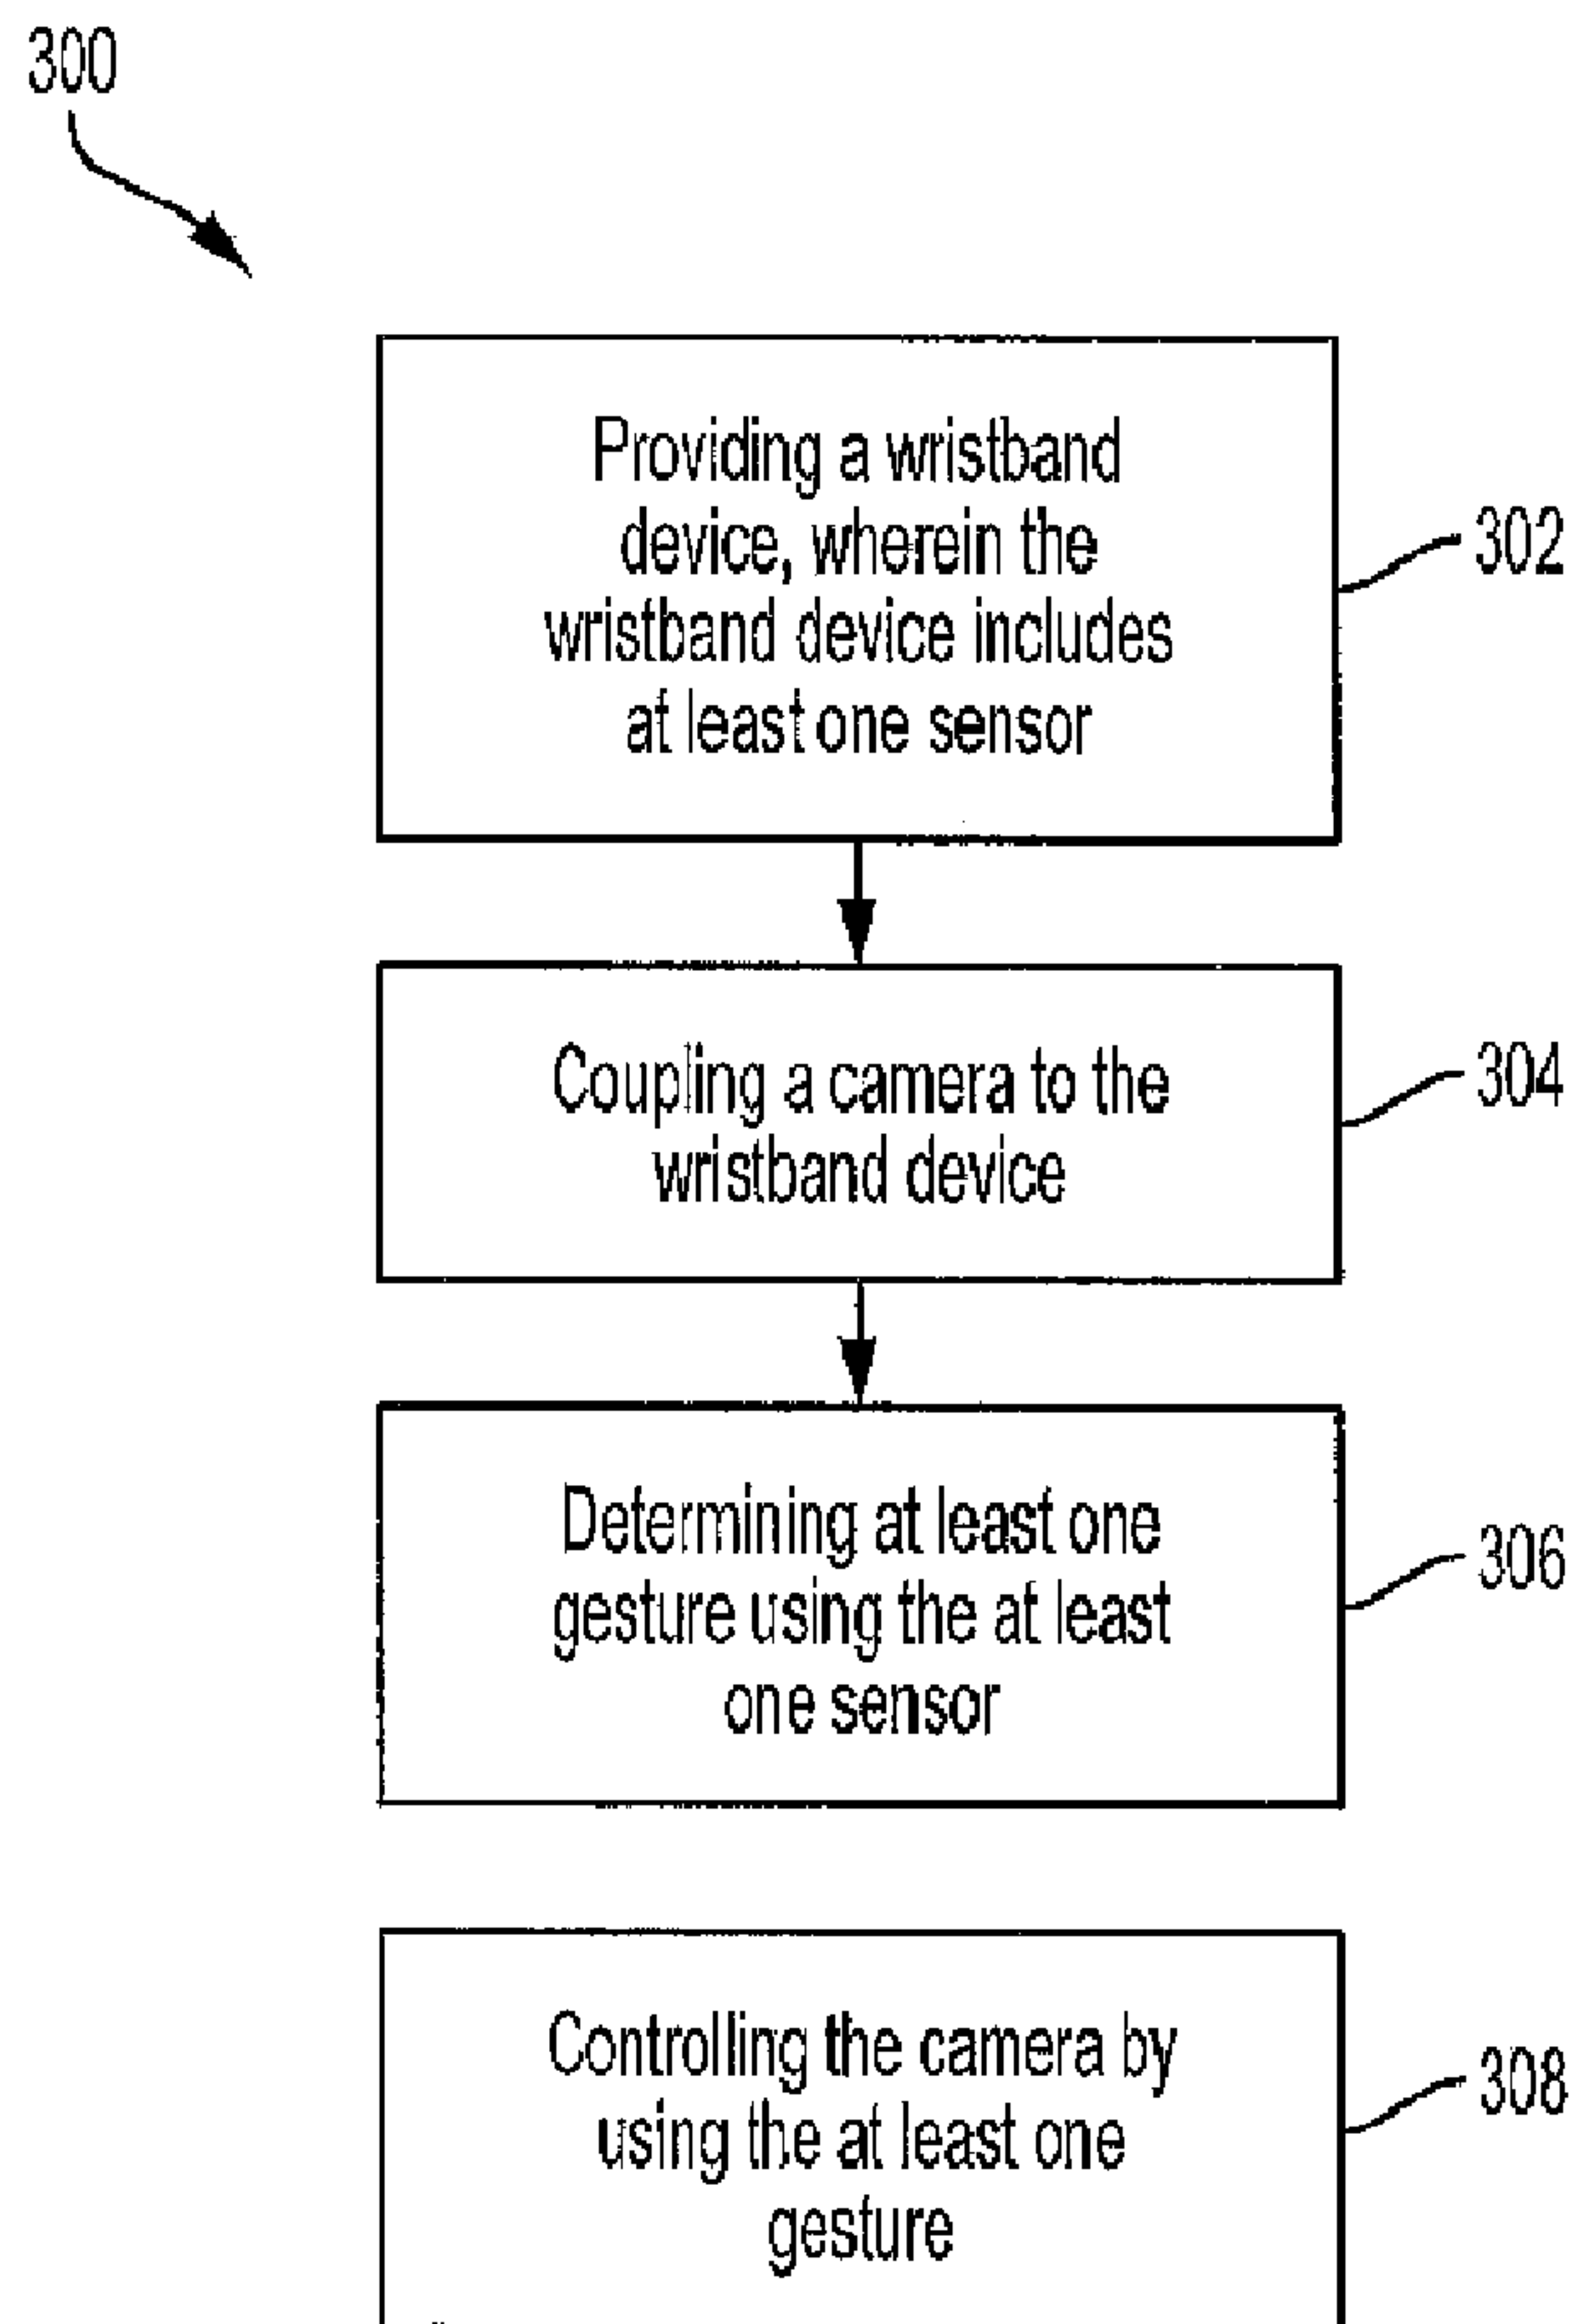 300
Providing a wristband
device, wherein the
wristband device includes
at least one sensor
302
Coupling a camera to the
wristband device
304
Determining at least one
gesture using the at least
one sensor
306
Controlling the camera by
using the at least one
gesture
308